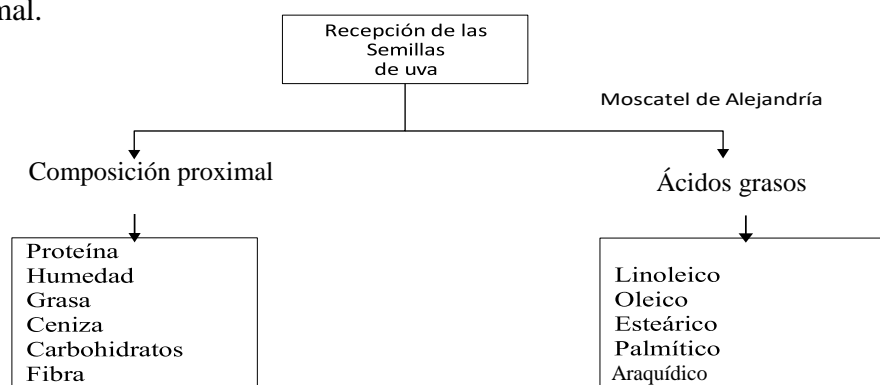 mal.
Recepción de las
Semillas
de uva
Moscatel de Alejandría
Composición proximal
Ácidos grasos
Proteína
Humedad
Grasa
Ceniza
Carbohidratos
Fibra
Linoleico
Oleico
Esteárico
Palmítico
Araquídico